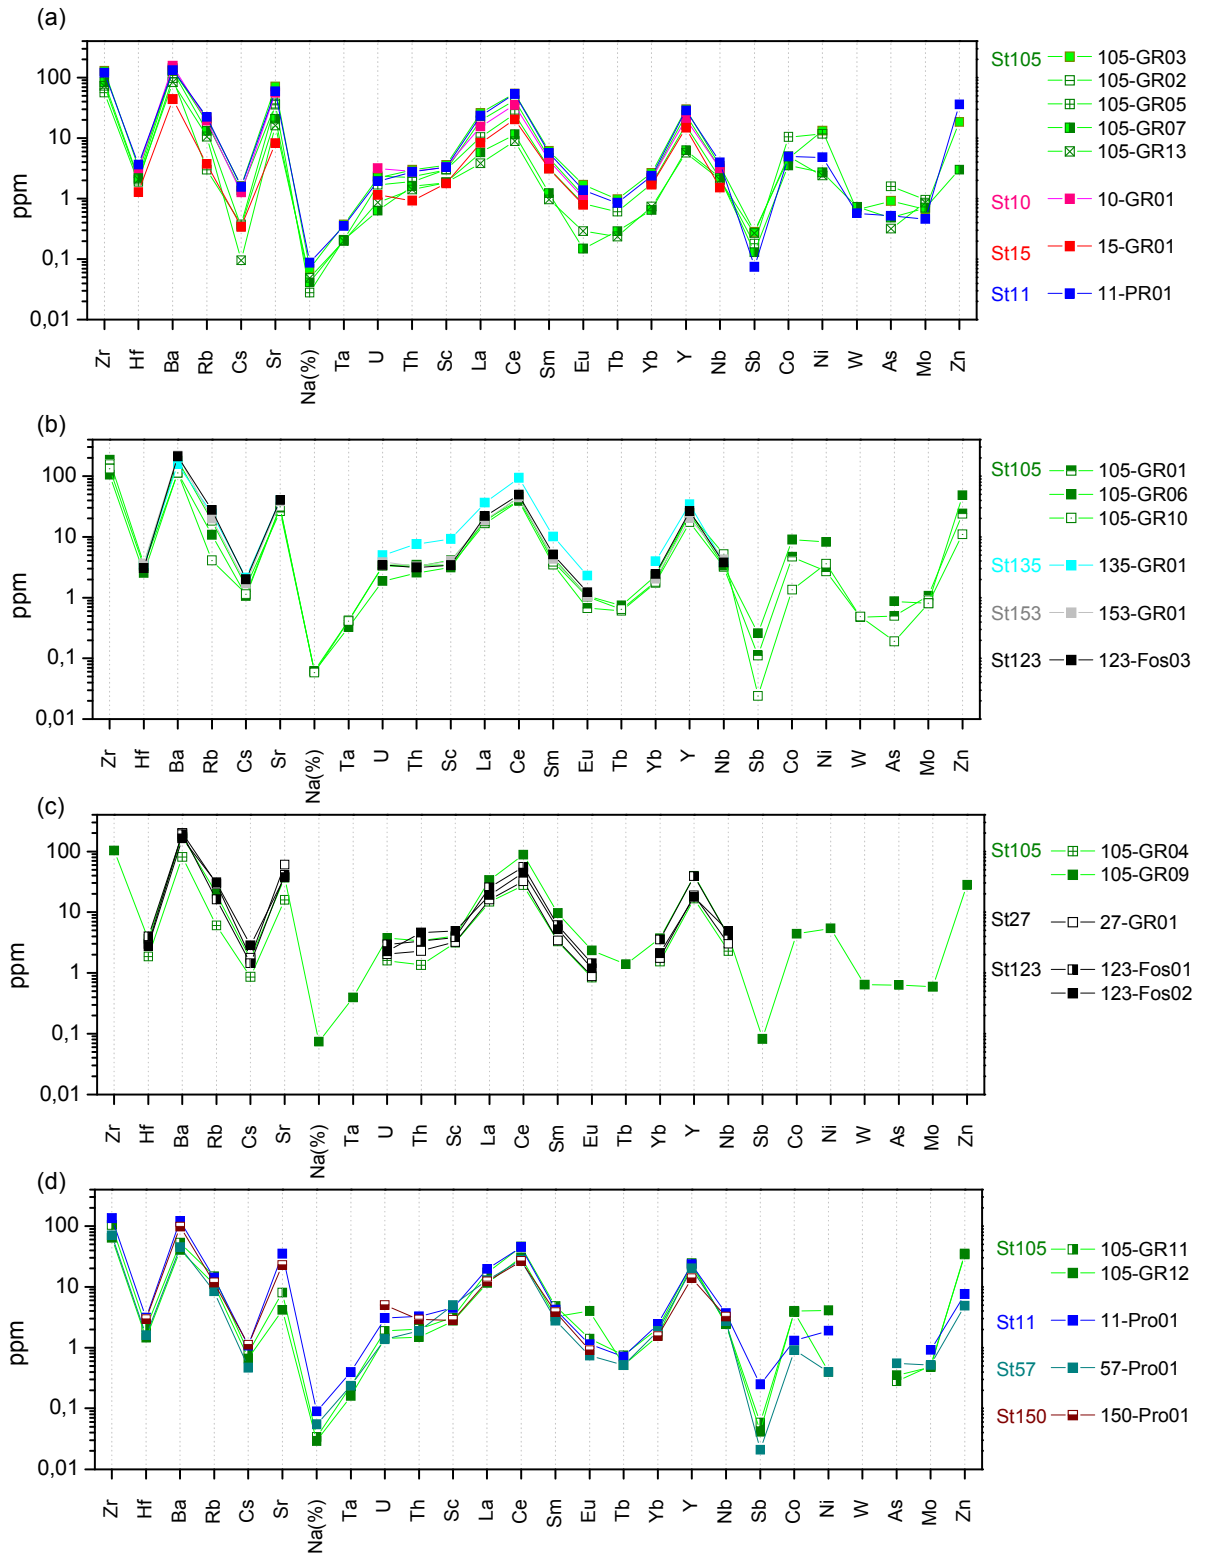 (a)
100
10
1
0,1
0,01
ppm
Zr Hf Ba Rb Cs Sr Na(%) Ta U Th Sc La Ce Sm Eu Tb Yb Y Nb Sb Co Ni W As Mo Zn
St105 105-GR03
105-GR02
105-GR05
105-GR07
105-GR13
St10 10-GR01
St15 15-GR01
St11 11-PR01
(b)
100
10
1
0,1
0,01
ppm
Zr Hf Ba Rb Cs Sr Na(%) Ta U Th Sc La Ce Sm Eu Tb Yb Y Nb Sb Co Ni W As Mo Zn
St105 105-GR01
105-GR06
105-GR10
St135 135-GR01
St153 153-GR01
St123 123-Fos03
(c)
100
10
1
0,1
0,01
ppm
Zr Hf Ba Rb Cs Sr Na(%) Ta U Th Sc La Ce Sm Eu Tb Yb Y Nb Sb Co Ni W As Mo Zn
St105 105-GR04
105-GR09
St27 27-GR01
St123 123-Fos01
123-Fos02
(d)
100
10
1
0,1
0,01
ppm
Zr Hf Ba Rb Cs Sr Na(%) Ta U Th Sc La Ce Sm Eu Tb Yb Y Nb Sb Co Ni W As Mo Zn
St105 105-GR11
105-GR12
St11 11-Pro01
St57 57-Pro01
St150 150-Pro01